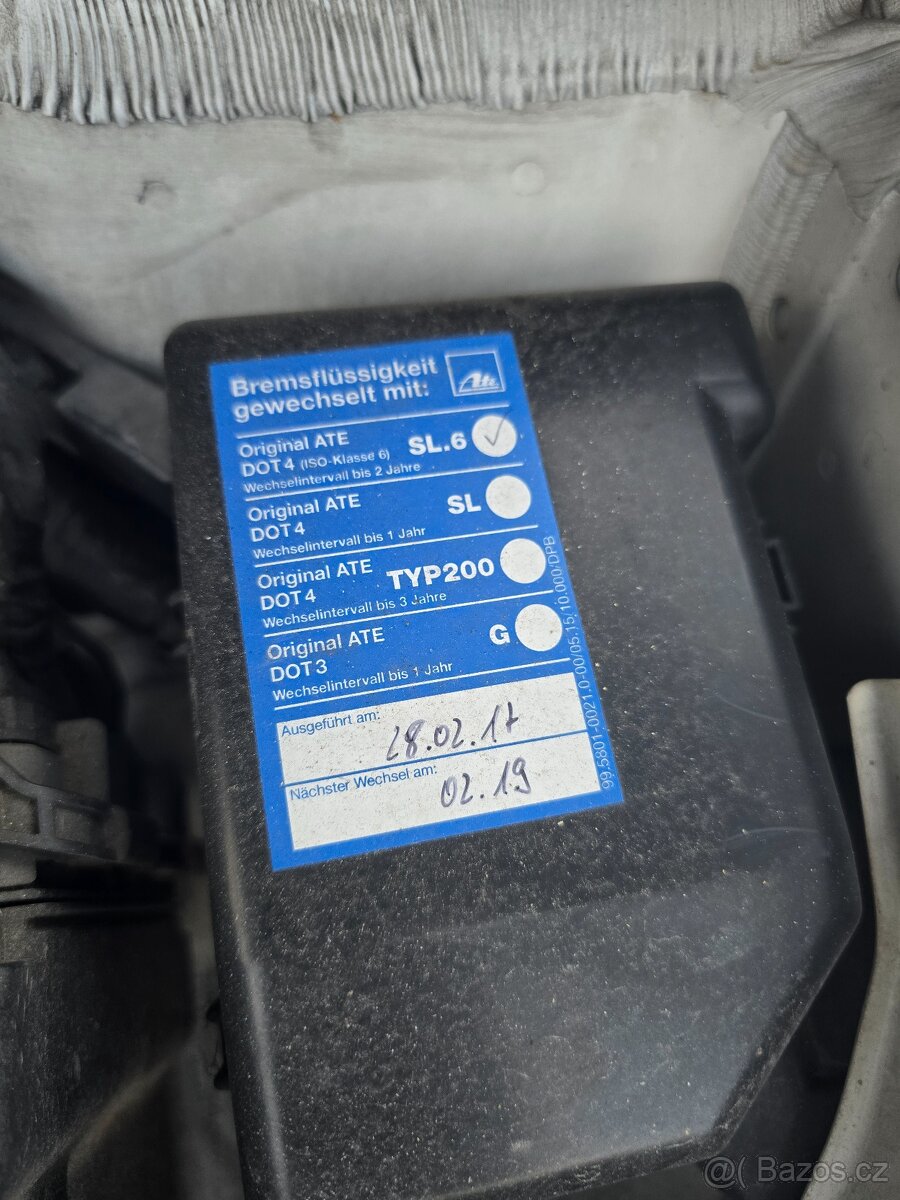 Bremsflüssigkeit
gewechselt mit:
Ate
Original ATE
DOT 4 (ISO-Klasse 6) SL.6
Wechselintervall bis 2 Jahre
Original ATE
DOT 4 SL
Wechselintervall bis 1 Jahr
Original ATE
DOT 4 TYP200
Wechselintervall bis 3 Jahre
Original ATE
DOT 3 G
Wechselintervall bis 1 Jahr
Ausgeführt am: 28.02.17
Nächster Wechsel am: 02.19
99.5801-0021.0-00/05.15/10.000/DPB
@( Bazos.cz